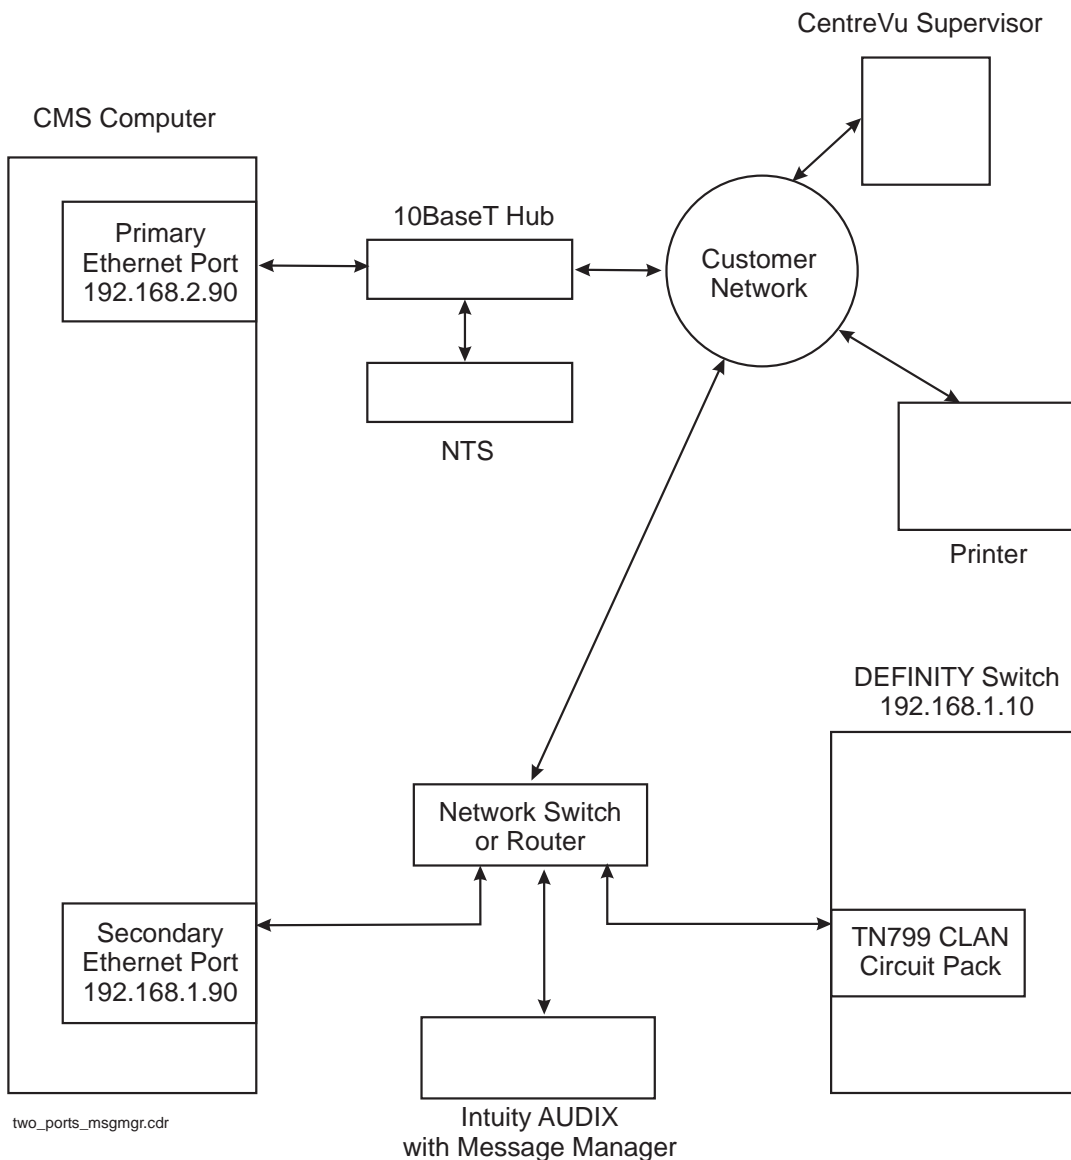 CentreVu Supervisor
CMS Computer
Primary
Ethernet Port
192.168.2.90
10BaseT Hub
Customer
Network
NTS
Printer
DEFINITY Switch
192.168.1.10
Network Switch
or Router
Secondary
Ethernet Port
192.168.1.90
TN799 CLAN
Circuit Pack
Intuity AUDIX
with Message Manager
two_ports_msgmgr.cdr